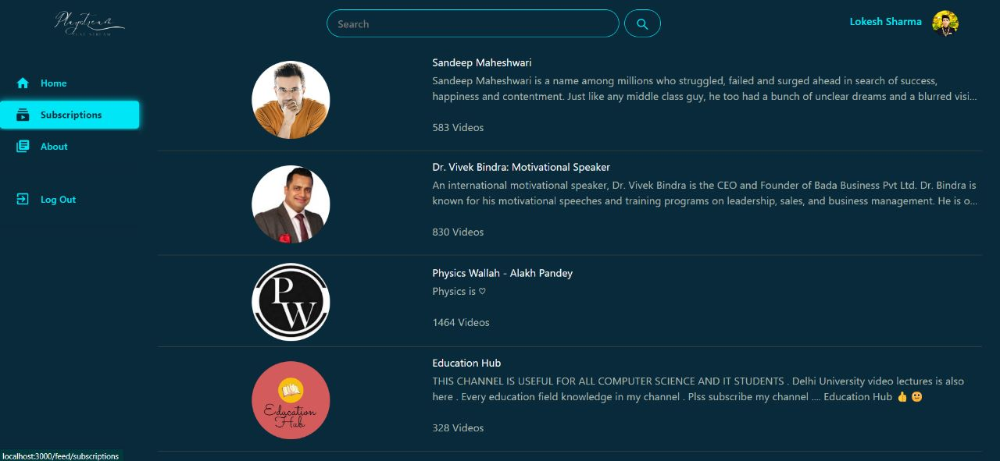 Playstream
Search
Lokesh Sharma
Home
Subscriptions
About
Log Out
Sandeep Maheshwari
Sandeep Maheshwari is a name among millions who struggled, failed and surged ahead in search of success,
happiness and contentment. Just like any middle class guy, he too had a bunch of unclear dreams and a blurred visi...
583 Videos
Dr. Vivek Bindra: Motivational Speaker
An international motivational speaker, Dr. Vivek Bindra is the CEO and Founder of Bada Business Pvt Ltd. Dr. Bindra is
known for his motivational speeches and training programs on leadership, sales, and business management. He is o...
830 Videos
PW
Physics Wallah - Alakh Pandey
Physics is ♡
1464 Videos
Education
Hub
Education Hub
THIS CHANNEL IS USEFUL FOR ALL COMPUTER SCIENCE AND IT STUDENTS . Delhi University video lectures is also
here . Every education field knowledge in my channel . Plss subscribe my channel .... Education Hub 👍 🙂
328 Videos
localhost:3000/feed/subscriptions